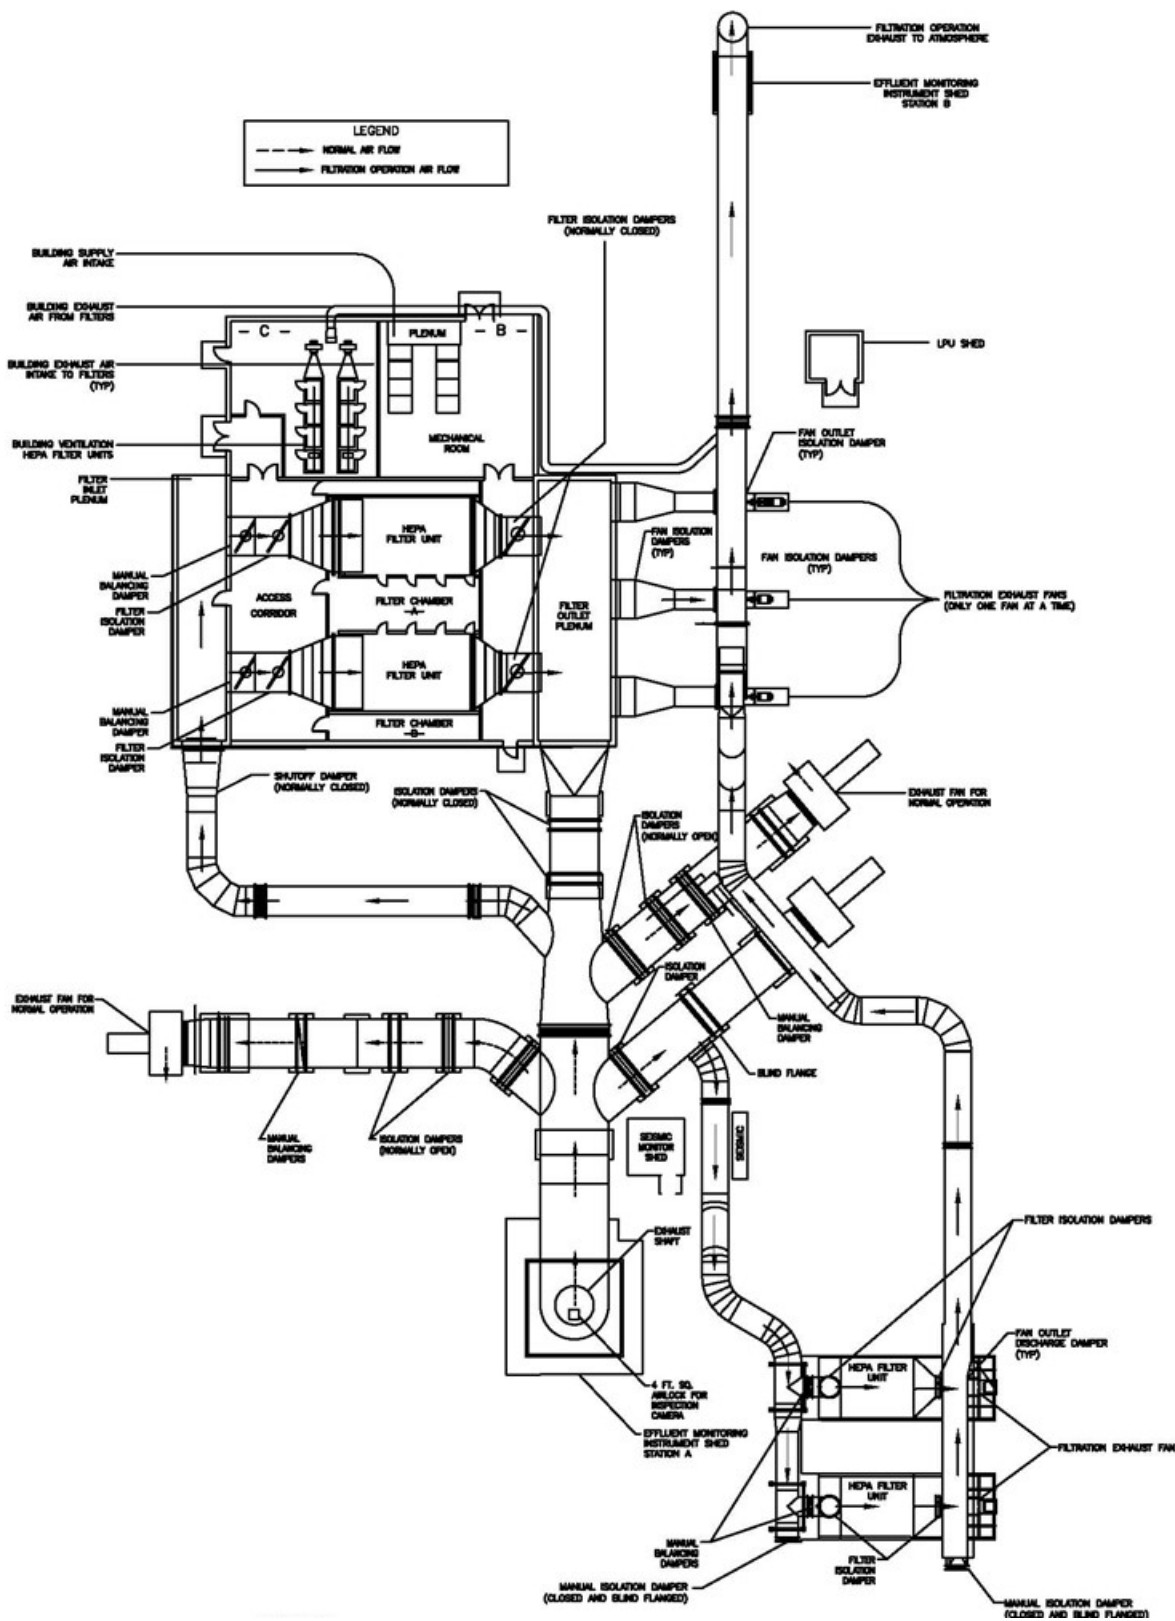 FILTRATION OPERATION
EXHAUST TO ATMOSPHERE
EFFLUENT MONITORING
INSTRUMENT SHED
STATION B
LEGEND
NORMAL AIR FLOW
FILTRATION OPERATION AIR FLOW
FILTER ISOLATION DAMPERS
(NORMALLY CLOSED)
BUILDING SUPPLY
AIR INTAKE
BUILDING EXHAUST
AIR FROM FILTERS
- C -
PLENUM
- B -
BUILDING EXHAUST AIR
INTAKE TO FILTERS
(TYP)
LPU SHED
BUILDING VENTILATION
HEPA FILTER UNITS
MECHANICAL
ROOM
FAN OUTLET
ISOLATION DAMPER
(TYP)
FILTER
INLET
PLENUM
HEPA
FILTER UNIT
FAN ISOLATION
DAMPERS
(TYP)
FAN ISOLATION DAMPERS
(TYP)
MANUAL
BALANCING
DAMPER
ACCESS
CORRIDOR
FILTER CHAMBER
-A-
FILTER
OUTLET
PLENUM
FILTRATION EXHAUST FANS
(ONLY ONE FAN AT A TIME)
FILTER
ISOLATION
DAMPER
HEPA
FILTER UNIT
MANUAL
BALANCING
DAMPER
FILTER CHAMBER
-B-
FILTER
ISOLATION
DAMPER
SHUTOFF DAMPER
(NORMALLY CLOSED)
ISOLATION DAMPERS
(NORMALLY CLOSED)
ISOLATION
DAMPERS
(NORMALLY OPEN)
EXHAUST FAN FOR
NORMAL OPERATION
ISOLATION
DAMPER
EXHAUST FAN FOR
NORMAL OPERATION
MANUAL
BALANCING
DAMPER
BLIND FLANGE
MANUAL
BALANCING
DAMPERS
ISOLATION DAMPERS
(NORMALLY OPEN)
SEISMIC
MONITOR
SHED
SEISMIC
EXHAUST
SHAFT
FILTER ISOLATION DAMPERS
FAN OUTLET
DISCHARGE DAMPER
(TYP)
HEPA FILTER
UNIT
4 FT. SQ.
AIRLOCK FOR
INSPECTION
CAMERA
EFFLUENT MONITORING
INSTRUMENT SHED
STATION A
FILTRATION EXHAUST FAN
HEPA FILTER
UNIT
MANUAL
BALANCING
DAMPERS
FILTER
ISOLATION
DAMPER
MANUAL ISOLATION DAMPER
(CLOSED AND BLIND FLANGED)
MANUAL ISOLATION DAMPER
(CLOSED AND BLIND FLANGED)